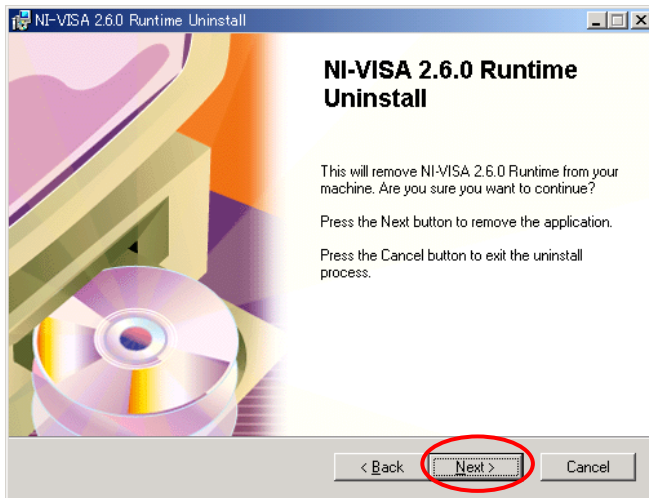 NI-VISA 2.6.0 Runtime Uninstall
NI-VISA 2.6.0 Runtime
Uninstall
This will remove NI-VISA 2.6.0 Runtime from your
machine. Are you sure you want to continue?
Press the Next button to remove the application.
Press the Cancel button to exit the uninstall
process.
< Back
Next >
Cancel